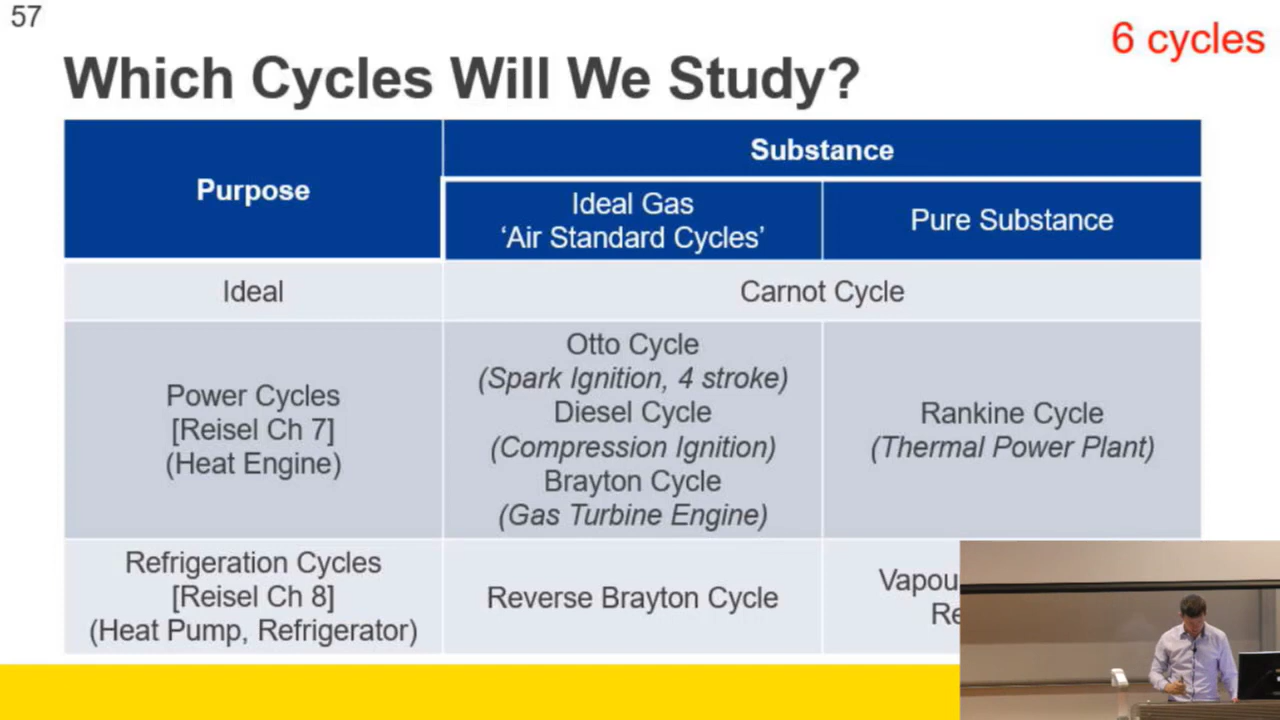 57
6 cycles
Which Cycles Will We Study?
Purpose
Substance
Ideal Gas
‘Air Standard Cycles’
Pure Substance
Ideal
Carnot Cycle
Power Cycles
[Reisel Ch 7]
(Heat Engine)
Otto Cycle
(Spark Ignition, 4 stroke)
Diesel Cycle
(Compression Ignition)
Brayton Cycle
(Gas Turbine Engine)
Rankine Cycle
(Thermal Power Plant)
Refrigeration Cycles
[Reisel Ch 8]
(Heat Pump, Refrigerator)
Reverse Brayton Cycle